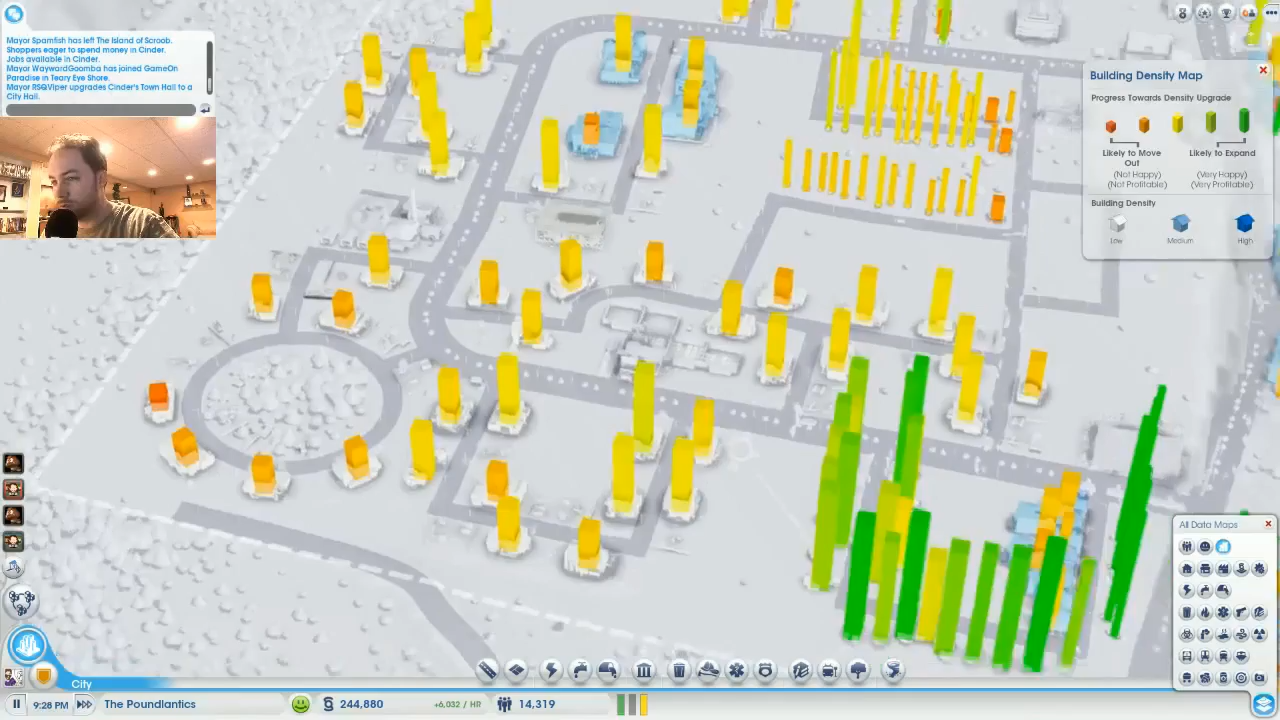 Mayor Spamfish has left The Island of Scroob.
Shoppers eager to spend money in Cinder.
Jobs available in Cinder.
Mayor WaywardGoomba has joined GameOn
Paradise in Teary Eye Shore.
Mayor RSQViper upgrades Cinder's Town Hall to a
City Hall.
Building Density Map
Progress Towards Density Upgrade
Likely to Move
Out
Likely to Expand
(Not Happy)
(Very Happy)
(Not Profitable)
(Very Profitable)
Building Density
Low
Medium
High
All Data Maps
City
9:28 PM
The Poundlantics
244,880
+6,032 / HR
14,319